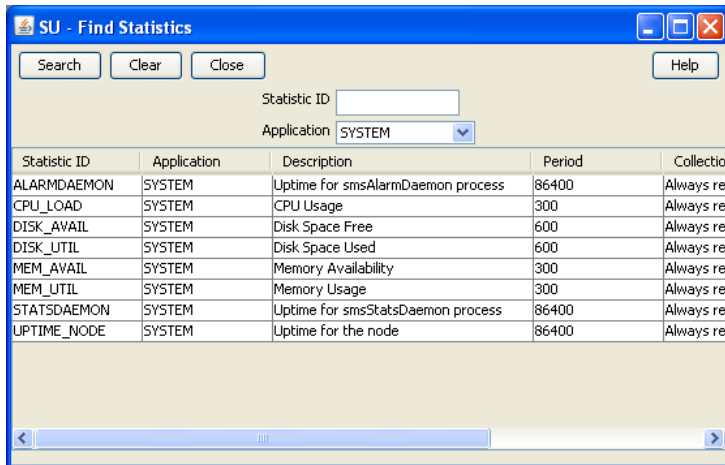 SU - Find Statistics
Search Clear Close Help
Statistic ID
Application SYSTEM
Statistic ID Application Description Period Collectio
ALARMDAEMON SYSTEM Uptime for smsAlarmDaemon process 86400 Always re
CPU_LOAD SYSTEM CPU Usage 300 Always re
DISK_AVAIL SYSTEM Disk Space Free 600 Always re
DISK_UTIL SYSTEM Disk Space Used 600 Always re
MEM_AVAIL SYSTEM Memory Availability 300 Always re
MEM_UTIL SYSTEM Memory Usage 300 Always re
STATSDAEMON SYSTEM Uptime for smsStatsDaemon process 86400 Always re
UPTIME_NODE SYSTEM Uptime for the node 86400 Always re